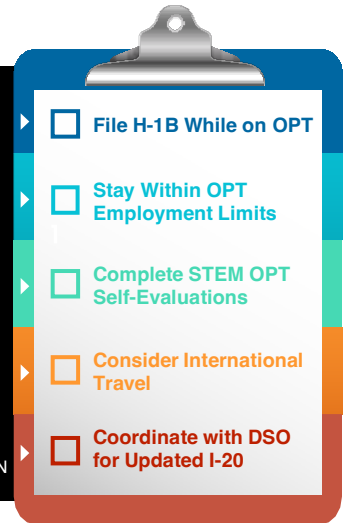 File H-1B While on OPT
Stay Within OPT
Employment Limits
1
Complete STEM OPT
Self-Evaluations
Consider International
Travel
Coordinate with DSO
for Updated I-20
N